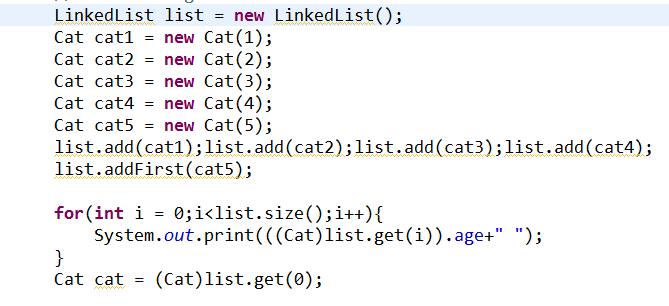 LinkedList list = new LinkedList();
Cat cat1 = new Cat(1);
Cat cat2 = new Cat(2);
Cat cat3 = new Cat(3);
Cat cat4 = new Cat(4);
Cat cat5 = new Cat(5);
list.add(cat1);list.add(cat2);list.add(cat3);list.add(cat4);
list.addFirst(cat5);
for(int i = 0;i<list.size();i++){
System.out.print(((Cat)list.get(i)).age+" ");
}
Cat cat = (Cat)list.get(0);